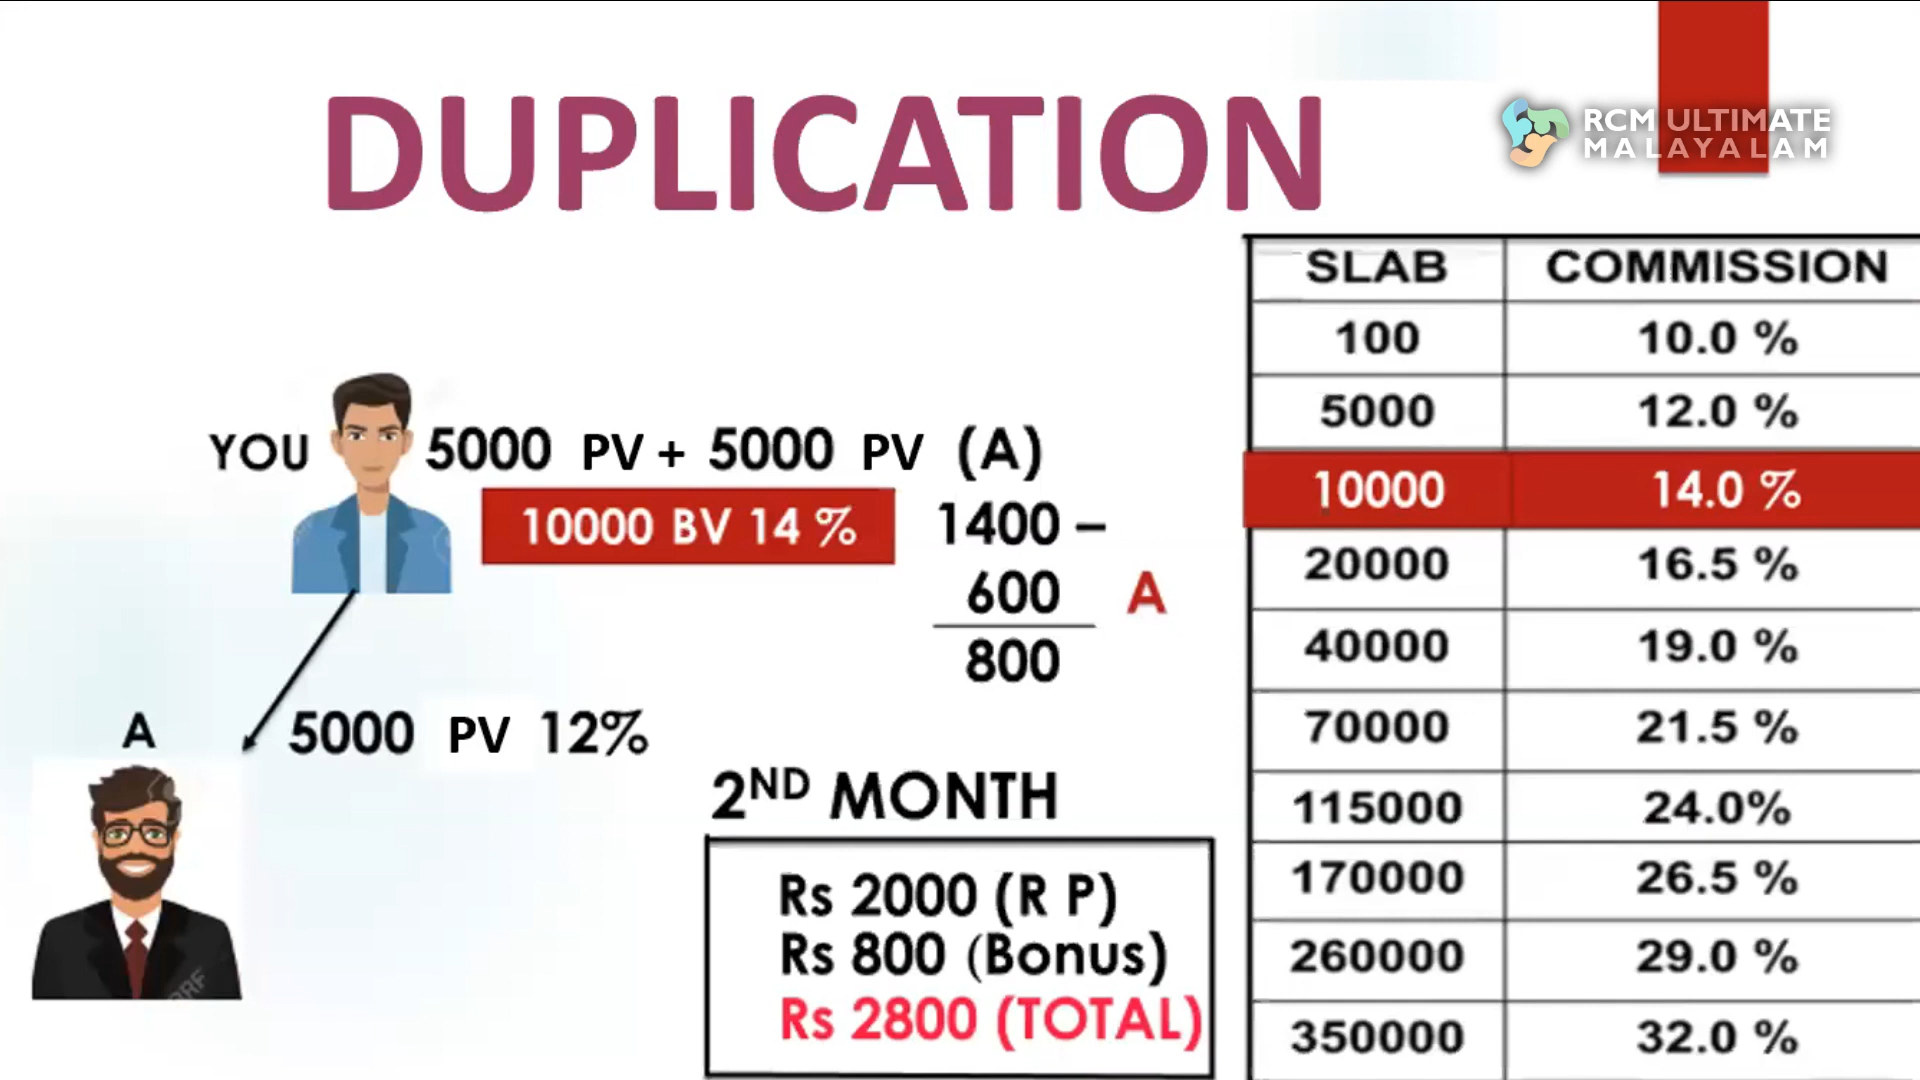 DUPLICATION
RCM ULTIMATE
MALAYALAM
SLAB COMMISSION
100 10.0 %
5000 12.0 %
10000 14.0 %
20000 16.5 %
40000 19.0 %
70000 21.5 %
115000 24.0%
170000 26.5 %
260000 29.0 %
350000 32.0 %
YOU 5000 PV + 5000 PV (A)
10000 BV 14 % 1400 –
600 A
800
A 5000 PV 12%
2ND MONTH
Rs 2000 (R P)
Rs 800 (Bonus)
Rs 2800 (TOTAL)